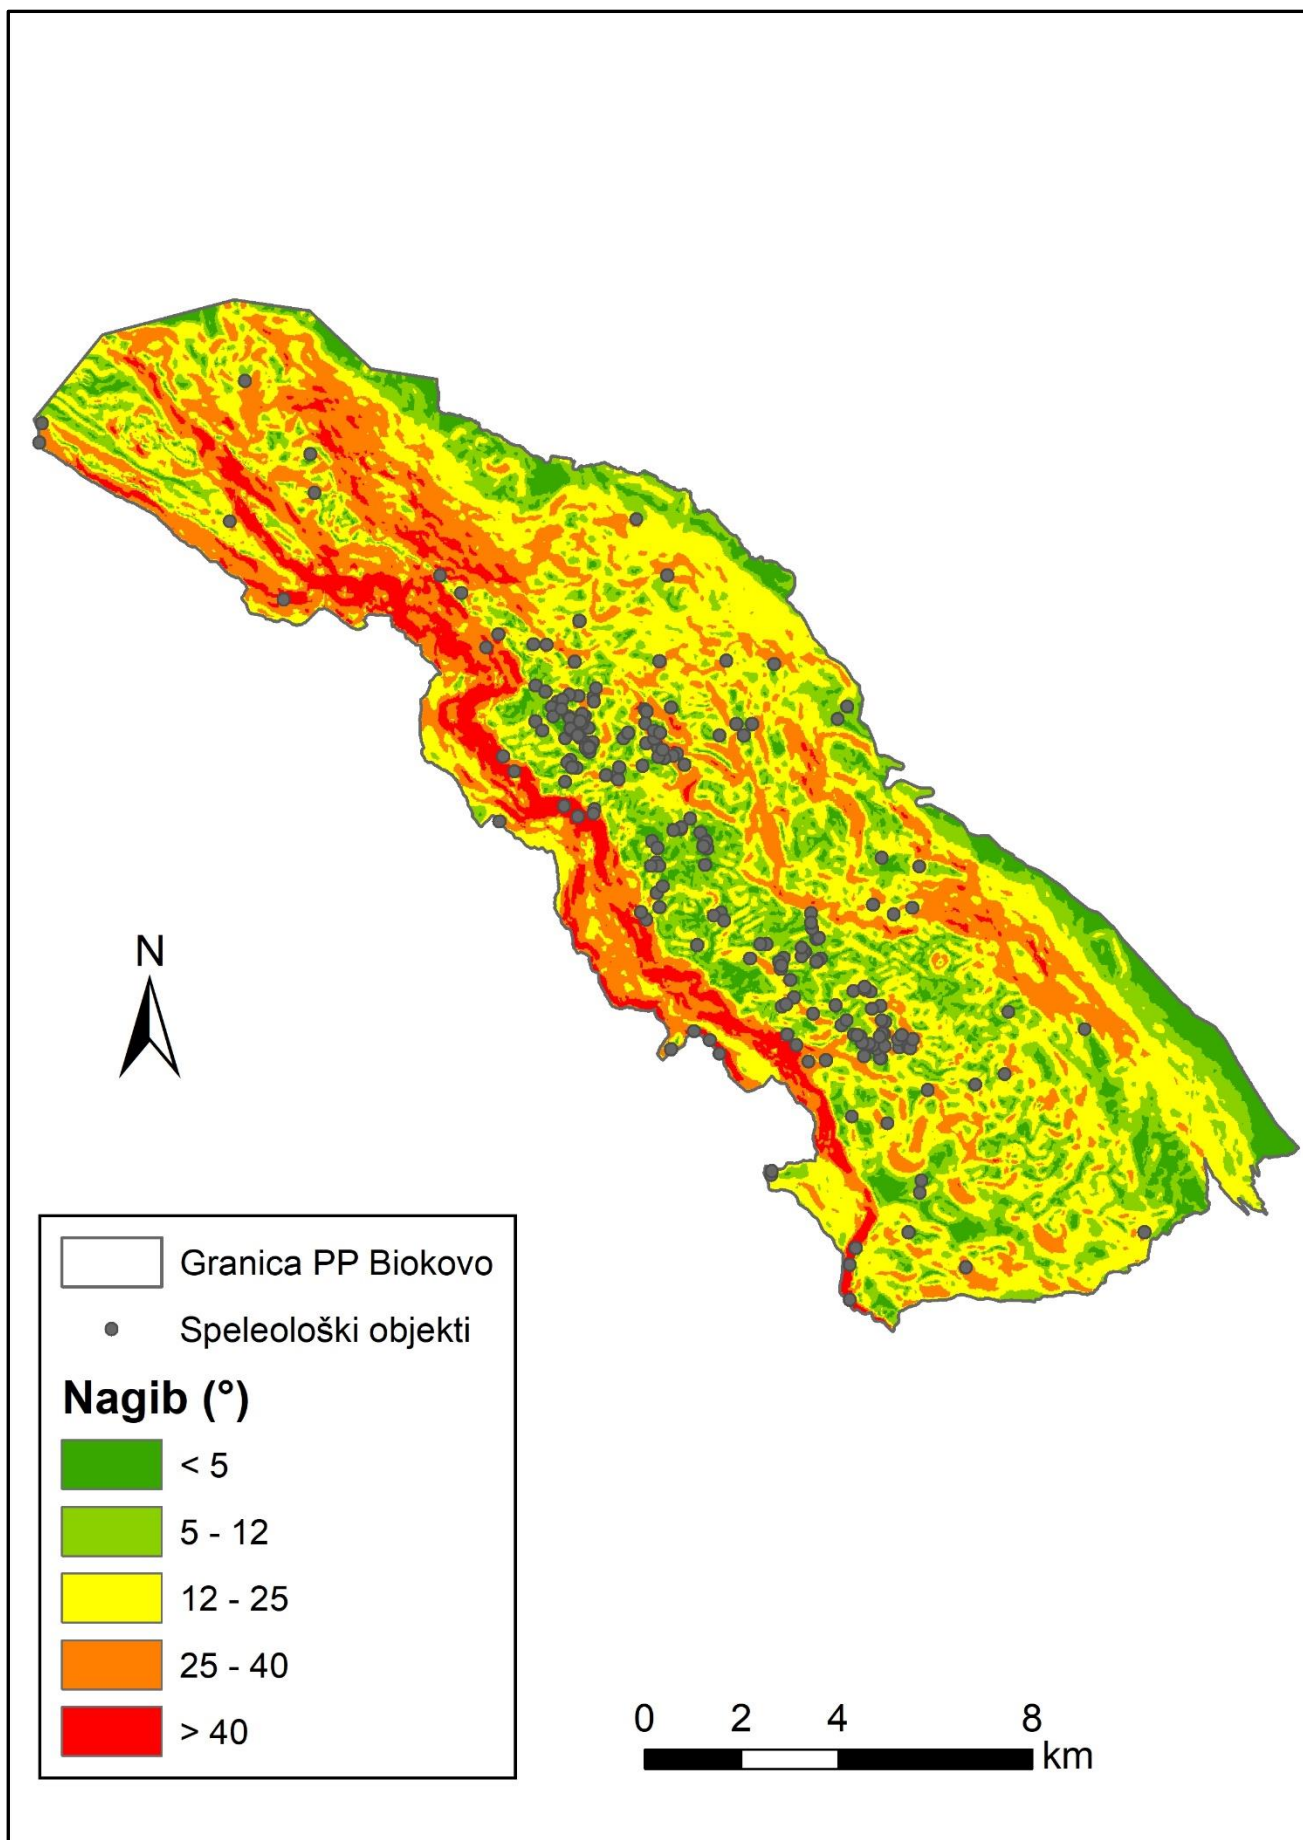 N
Granica PP Biokovo
Speleološki objekti
Nagib (°)
< 5
5 - 12
12 - 25
25 - 40
> 40
0 2 4 8
km